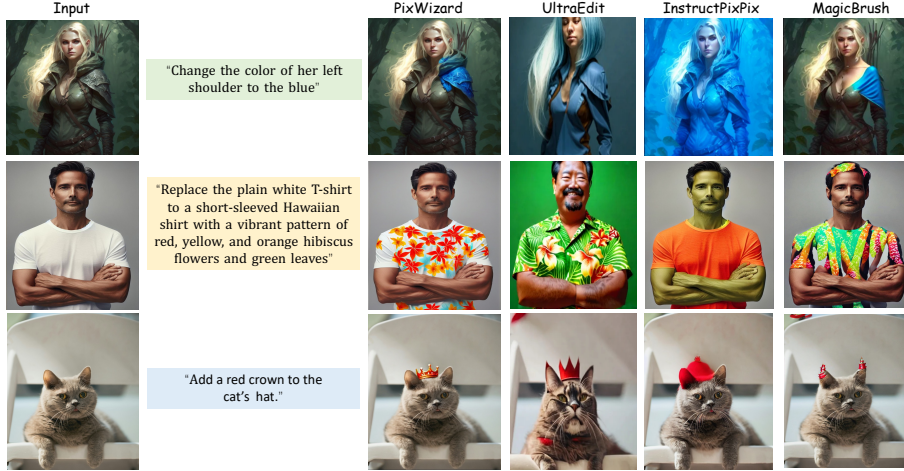 Input PixWizard UltraEdit InstructPixPix MagicBrush
"Change the color of her left
shoulder to the blue"
"Replace the plain white T-shirt
to a short-sleeved Hawaiian
shirt with a vibrant pattern of
red, yellow, and orange hibiscus
flowers and green leaves"
"Add a red crown to the
cat's hat."